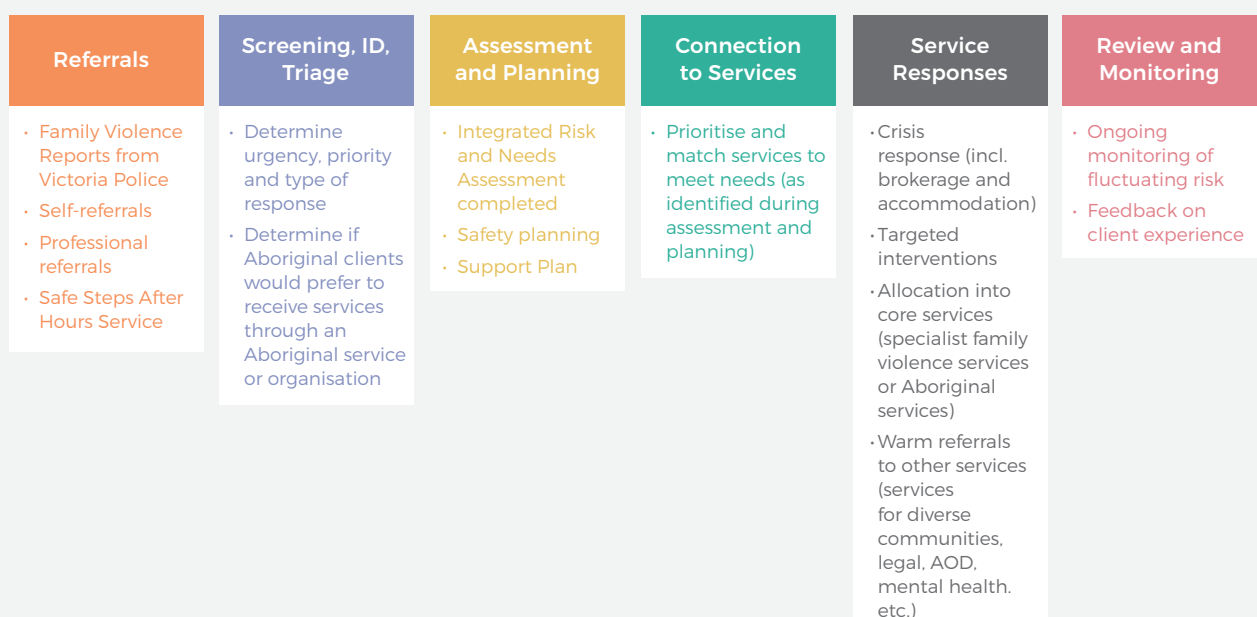 Referrals
· Family Violence
Reports from
Victoria Police
· Self-referrals
· Professional
referrals
· Safe Steps After
Hours Service
Screening, ID,
Triage
· Determine
urgency, priority
and type of
response
· Determine if
Aboriginal clients
would prefer to
receive services
through an
Aboriginal service
or organisation
Assessment
and Planning
· Integrated Risk
and Needs
Assessment
completed
· Safety planning
· Support Plan
Connection
to Services
· Prioritise and
match services to
meet needs (as
identified during
assessment and
planning)
Service
Responses
· Crisis
response (incl.
brokerage and
accommodation)
· Targeted
interventions
· Allocation into
core services
(specialist family
violence services
or Aboriginal
services)
· Warm referrals
to other services
(services
for diverse
communities,
legal, AOD,
mental health.
etc.)
Review and
Monitoring
· Ongoing
monitoring of
fluctuating risk
· Feedback on
client experience